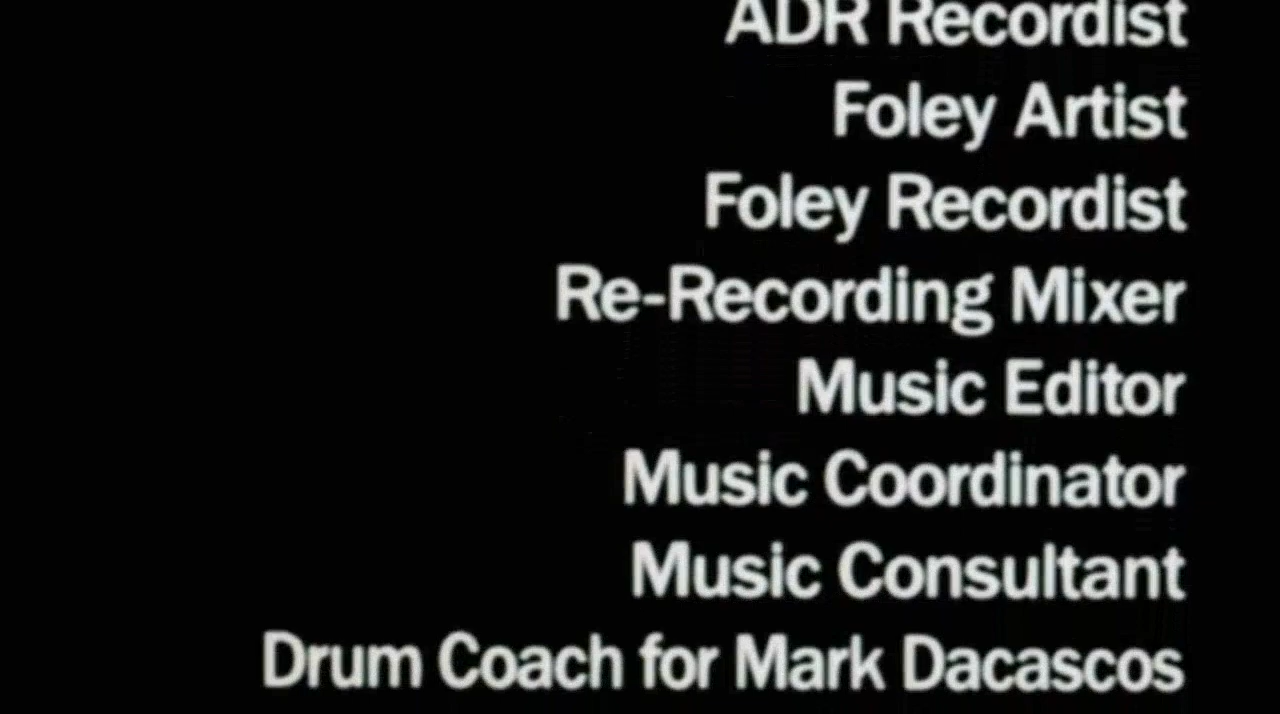 ADR Recordist
Foley Artist
Foley Recordist
Re-Recording Mixer
Music Editor
Music Coordinator
Music Consultant
Drum Coach for Mark Dacascos